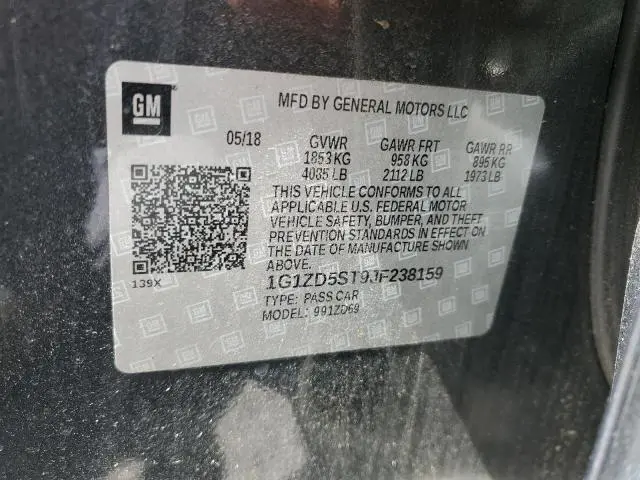 GM
MFD BY GENERAL MOTORS LLC
05/18 GVWR GAWR FRT GAWR RR
1853 KG 958 KG 895 KG
4085 LB 2112 LB 1973 LB
THIS VEHICLE CONFORMS TO ALL
APPLICABLE U.S. FEDERAL MOTOR
VEHICLE SAFETY, BUMPER, AND THEFT
PREVENTION STANDARDS IN EFFECT ON
THE DATE OF MANUFACTURE SHOWN
ABOVE.
139X
1G1ZD5ST9JF238159
TYPE: PASS CAR
MODEL: 991ZD69